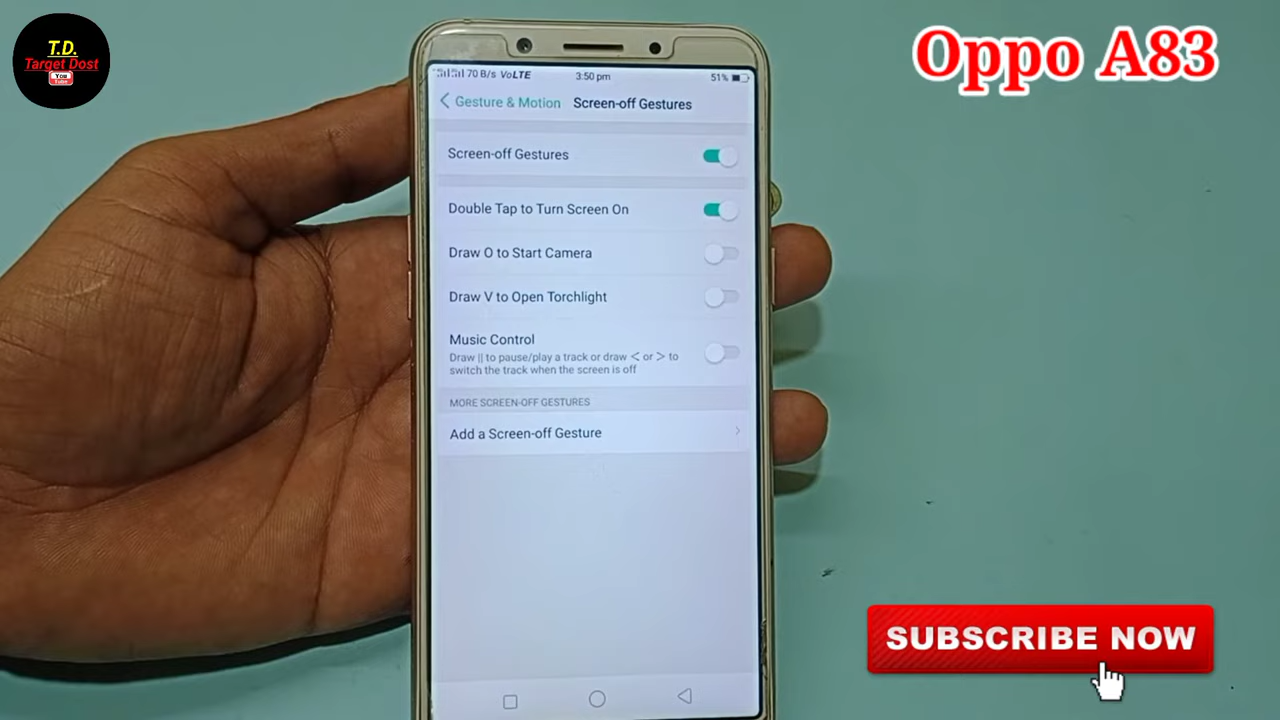 T.D.
Target Dost
You
Tube
Oppo A83
70 B/s VoLTE 3:50 pm 51%
< Gesture & Motion Screen-off Gestures
Screen-off Gestures
Double Tap to Turn Screen On
Draw O to Start Camera
Draw V to Open Torchlight
Music Control
Draw || to pause/play a track or draw < or > to
switch the track when the screen is off
MORE SCREEN-OFF GESTURES
Add a Screen-off Gesture >
SUBSCRIBE NOW